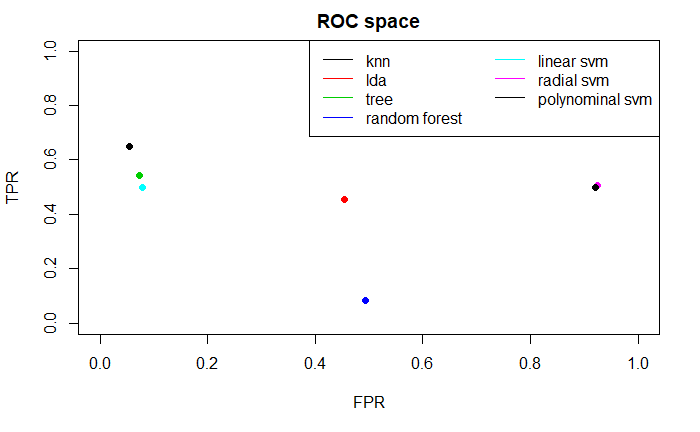 ROC space
knn
lda
tree
random forest
linear svm
radial svm
polynominal svm
TPR
1.0
0.8
0.6
0.4
0.2
0.0
0.0 0.2 0.4 0.6 0.8 1.0
FPR